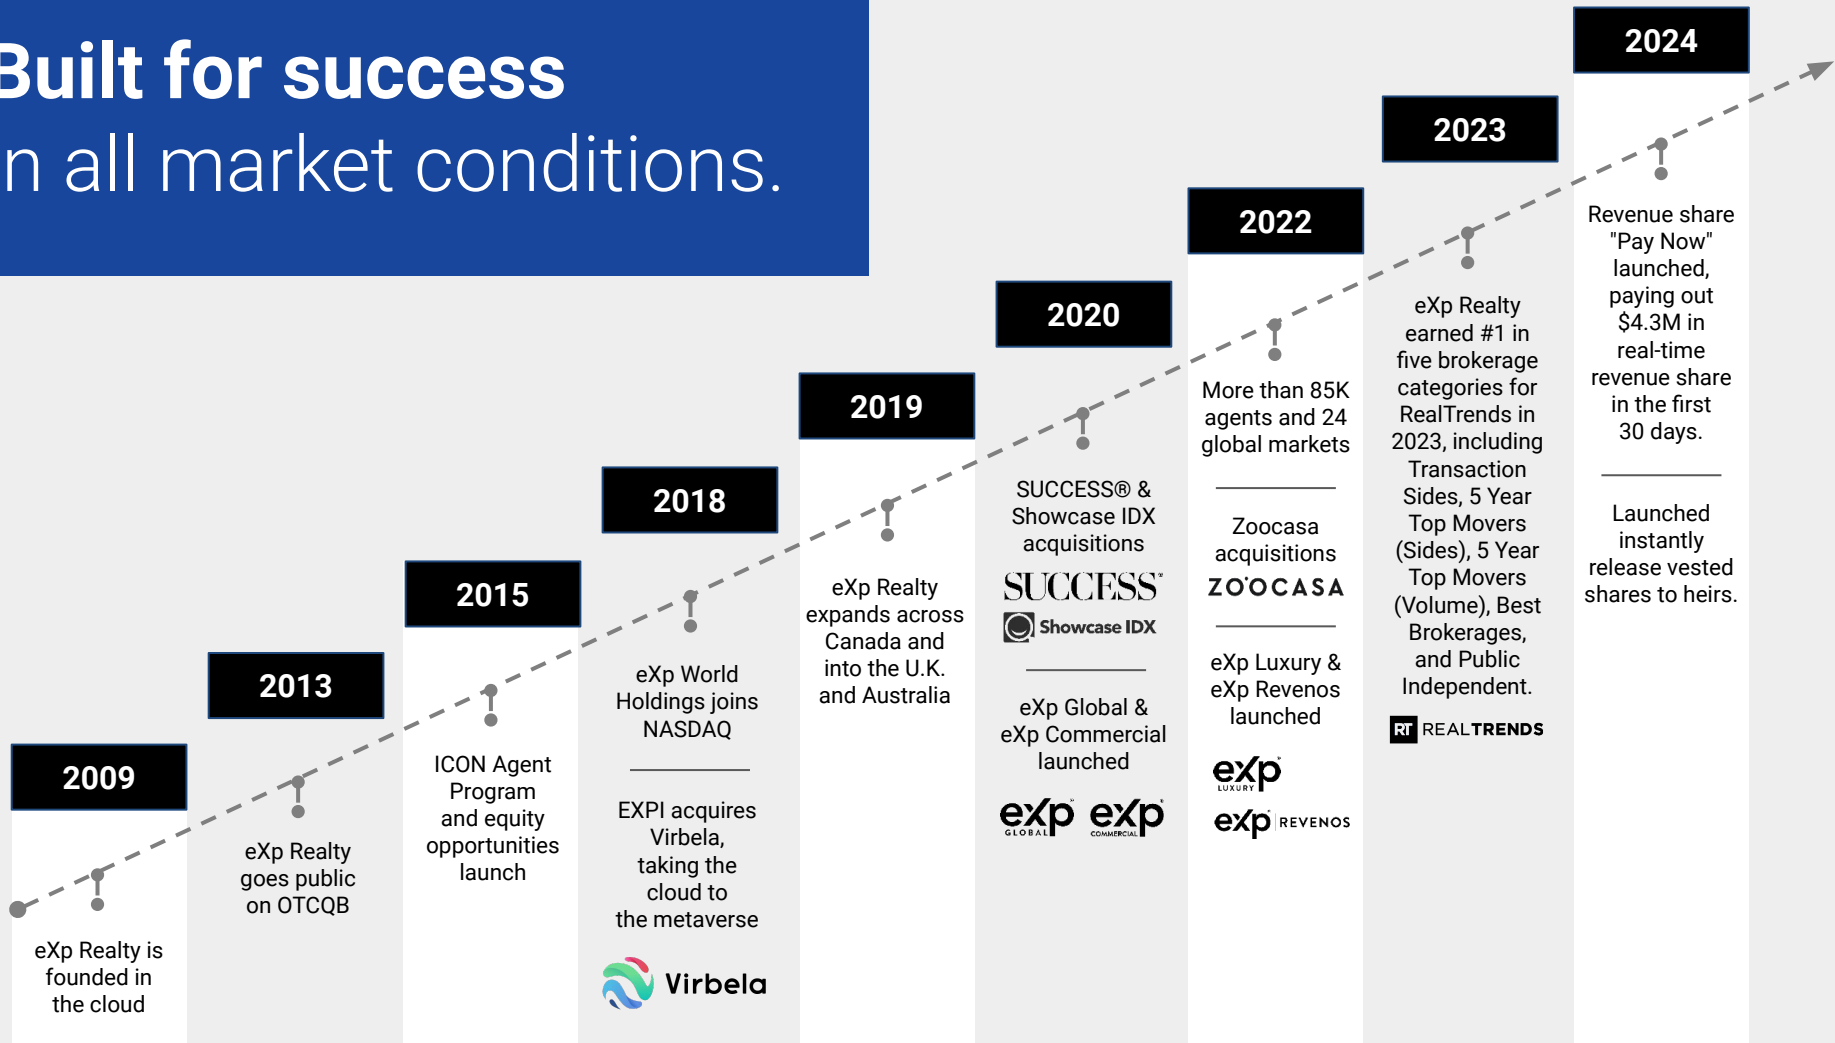 Built for success
n all market conditions.
2009
eXp Realty is
founded in
the cloud
2013
eXp Realty
goes public
on OTCQB
2015
ICON Agent
Program
and equity
opportunities
launch
2018
eXp World
Holdings joins
NASDAQ
EXPI acquires
Virbela,
taking the
cloud to
the metaverse
Virbela
2019
eXp Realty
expands across
Canada and
into the U.K.
and Australia
2020
SUCCESS® &
Showcase IDX
acquisitions
SUCCESS™
Showcase IDX
eXp Global &
eXp Commercial
launched
eXp GLOBAL eXp COMMERCIAL
2022
More than 85K
agents and 24
global markets
Zoocasa
acquisitions
ZOOCASA
eXp Luxury &
eXp Revenos
launched
eXp LUXURY
eXp REVENOS
2023
eXp Realty
earned #1 in
five brokerage
categories for
RealTrends in
2023, including
Transaction
Sides, 5 Year
Top Movers
(Sides), 5 Year
Top Movers
(Volume), Best
Brokerages,
and Public
Independent.
RT REALTRENDS
2024
Revenue share
"Pay Now"
launched,
paying out
$4.3M in
real-time
revenue share
in the first
30 days.
Launched
instantly
release vested
shares to heirs.